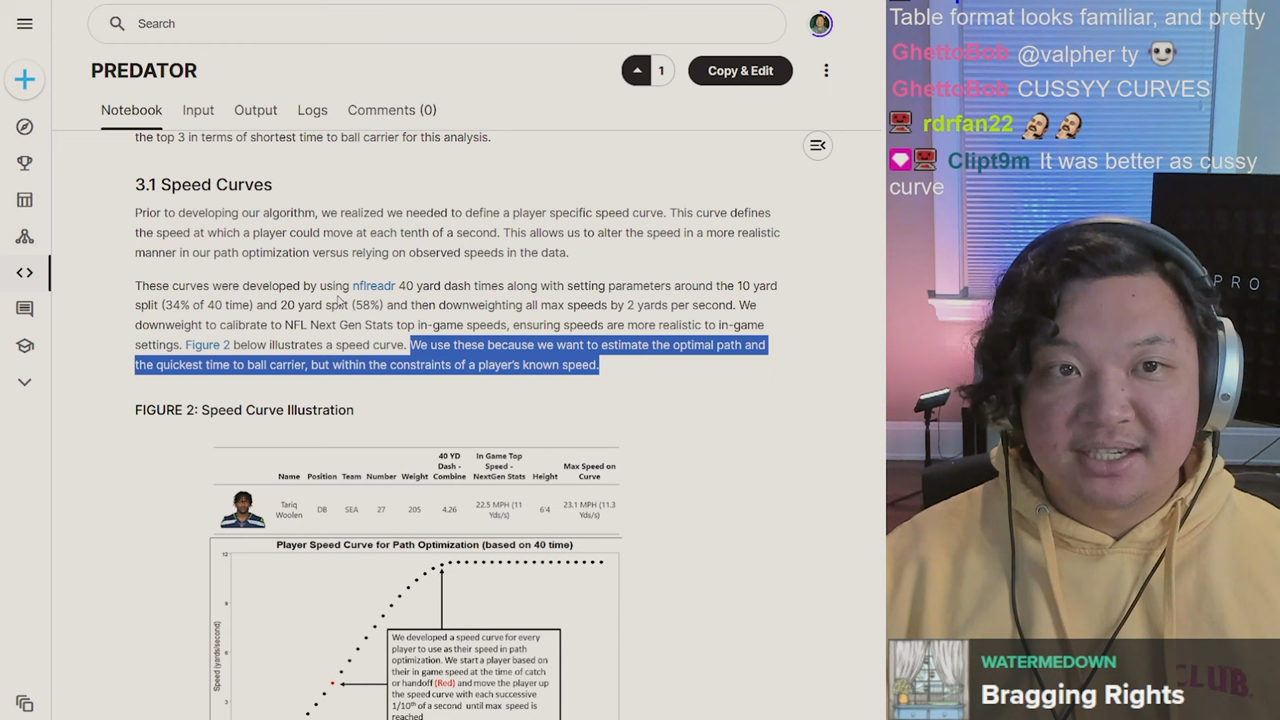 Search
PREDATOR
1
Copy & Edit
Notebook
Input
Output
Logs
Comments (0)
the top 3 in terms of shortest time to ball carrier for this analysis.
3.1 Speed Curves
Prior to developing our algorithm, we realized we needed to define a player specific speed curve. This curve defines
the speed at which a player could move at each tenth of a second. This allows us to alter the speed in a more realistic
manner in our path optimization versus relying on observed speeds in the data.
These curves were developed by using nflreadr 40 yard dash times along with setting parameters around the 10 yard
split (34% of 40 time) and 20 yard split (58%) and then downweighting all max speeds by 2 yards per second. We
downweight to calibrate to NFL Next Gen Stats top in-game speeds, ensuring speeds are more realistic to in-game
settings. Figure 2 below illustrates a speed curve. We use these because we want to estimate the optimal path and
the quickest time to ball carrier, but within the constraints of a player's known speed.
FIGURE 2: Speed Curve Illustration
Name Position Team Number Weight 40 YD Dash - Combine In Game Top Speed - NextGen Stats Height Max Speed on Curve
Tariq Woolen DB SEA 27 205 4.26 22.5 MPH (11 Yds/s) 6'4 23.1 MPH (11.3 Yds/s)
Player Speed Curve for Path Optimization (based on 40 time)
12
9
6
3
Speed (yards/second)
We developed a speed curve for every
player to use as their speed in path
optimization. We start a player based on
their in game speed at the time of catch
or handoff (Red) and move the player up
the speed curve with each successive
1/10th of a second until max speed is
reached
Table format looks familiar, and pretty
GhettoBob @valpher ty
GhettoBob CUSSYY CURVES
rdrfan22
Clipt9m It was better as cussy
curve
PRO
CLUB.
WATERMEDOWN
Bragging Rights